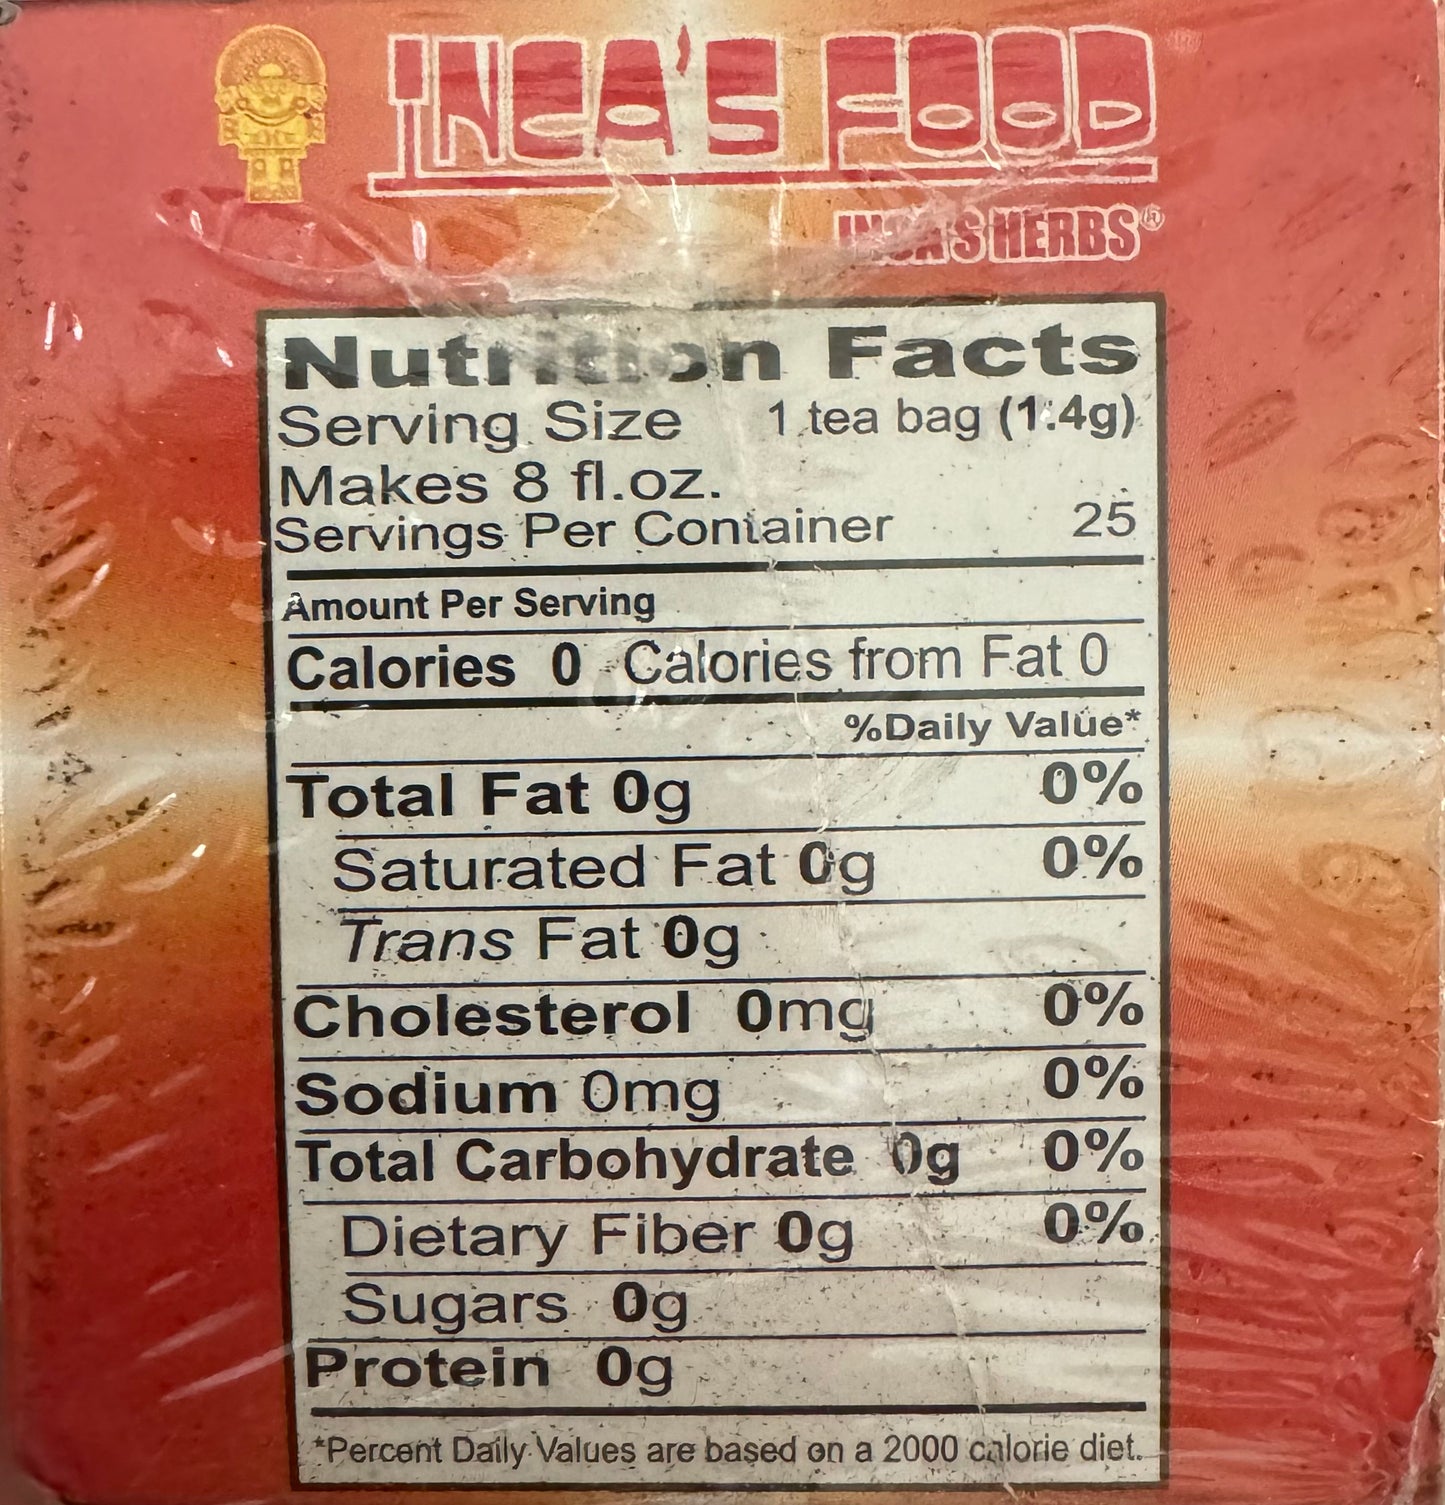 INCA'S FOOD
INCA'S HERBS®
Nutrition Facts
Serving Size 1 tea bag (1.4g)
Makes 8 fl.oz.
Servings Per Container 25
Amount Per Serving
Calories 0 Calories from Fat 0
%Daily Value*
Total Fat 0g 0%
Saturated Fat 0g 0%
Trans Fat 0g
Cholesterol 0mg 0%
Sodium 0mg 0%
Total Carbohydrate 0g 0%
Dietary Fiber 0g 0%
Sugars 0g
Protein 0g
*Percent Daily Values are based on a 2000 calorie diet.